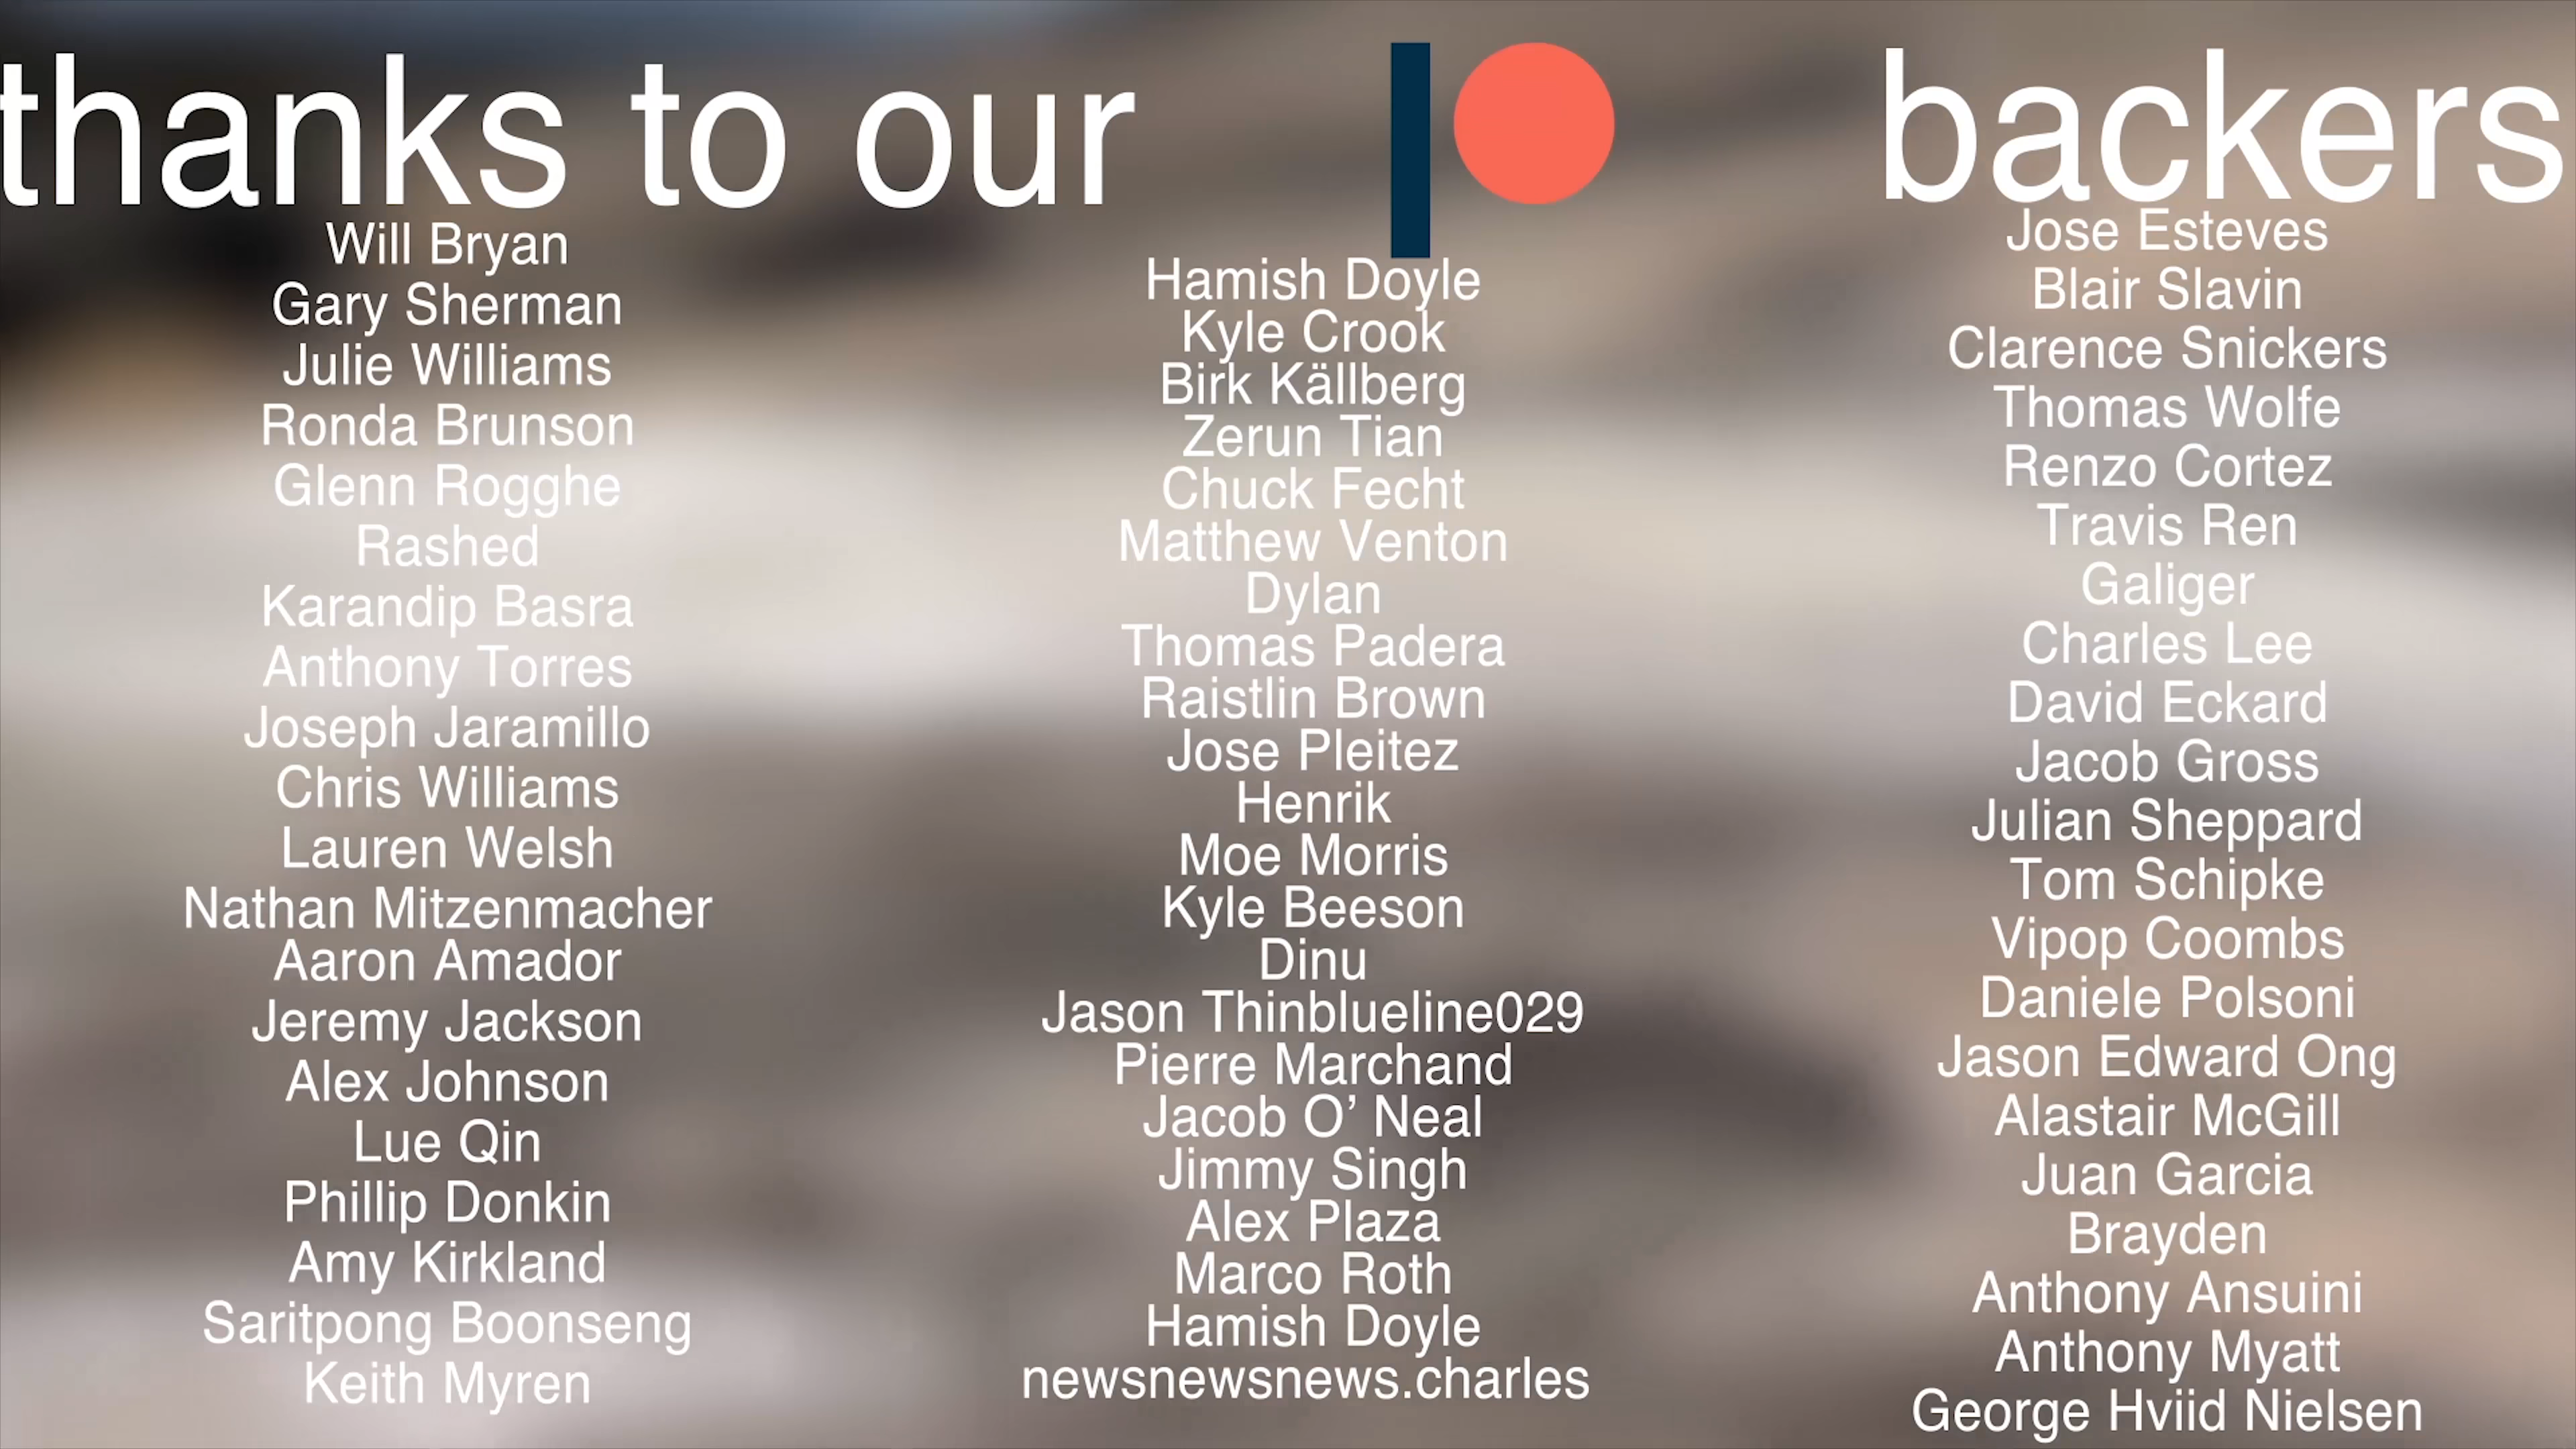 thanks to our backers
Will Bryan
Gary Sherman
Julie Williams
Ronda Brunson
Glenn Rogghe
Rashed
Karandip Basra
Anthony Torres
Joseph Jaramillo
Chris Williams
Lauren Welsh
Nathan Mitzenmacher
Aaron Amador
Jeremy Jackson
Alex Johnson
Lue Qin
Phillip Donkin
Amy Kirkland
Saritpong Boonseng
Keith Myren
Hamish Doyle
Kyle Crook
Birk Källberg
Zerun Tian
Chuck Fecht
Matthew Venton
Dylan
Thomas Padera
Raistlin Brown
Jose Pleitez
Henrik
Moe Morris
Kyle Beeson
Dinu
Jason Thinblueline029
Pierre Marchand
Jacob O’ Neal
Jimmy Singh
Alex Plaza
Marco Roth
Hamish Doyle
newsnewsnews.charles
Jose Esteves
Blair Slavin
Clarence Snickers
Thomas Wolfe
Renzo Cortez
Travis Ren
Galiger
Charles Lee
David Eckard
Jacob Gross
Julian Sheppard
Tom Schipke
Vipop Coombs
Daniele Polsoni
Jason Edward Ong
Alastair McGill
Juan Garcia
Brayden
Anthony Ansuini
Anthony Myatt
George Hviid Nielsen